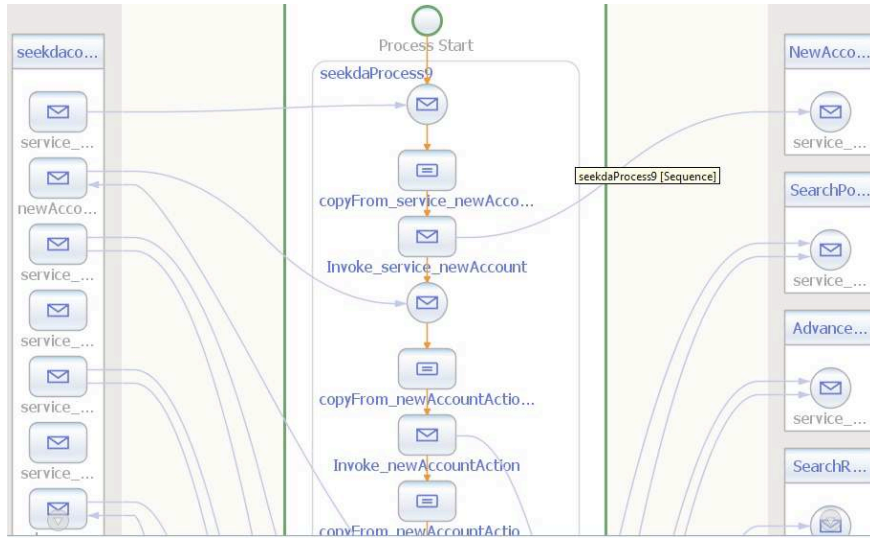 Process Start
seekdaco...
service_...
newAcco...
service_...
service_...
service_...
service_...
seekdaProcess9
copyFrom_service_newAcco...
Invoke_service_newAccount
copyFrom_newAccountActio...
Invoke_newAccountAction
copyFrom_newAccountActio
seekdaProcess9 [Sequence]
NewAcco...
service_...
SearchPo...
service_...
Advance...
service_...
SearchR...